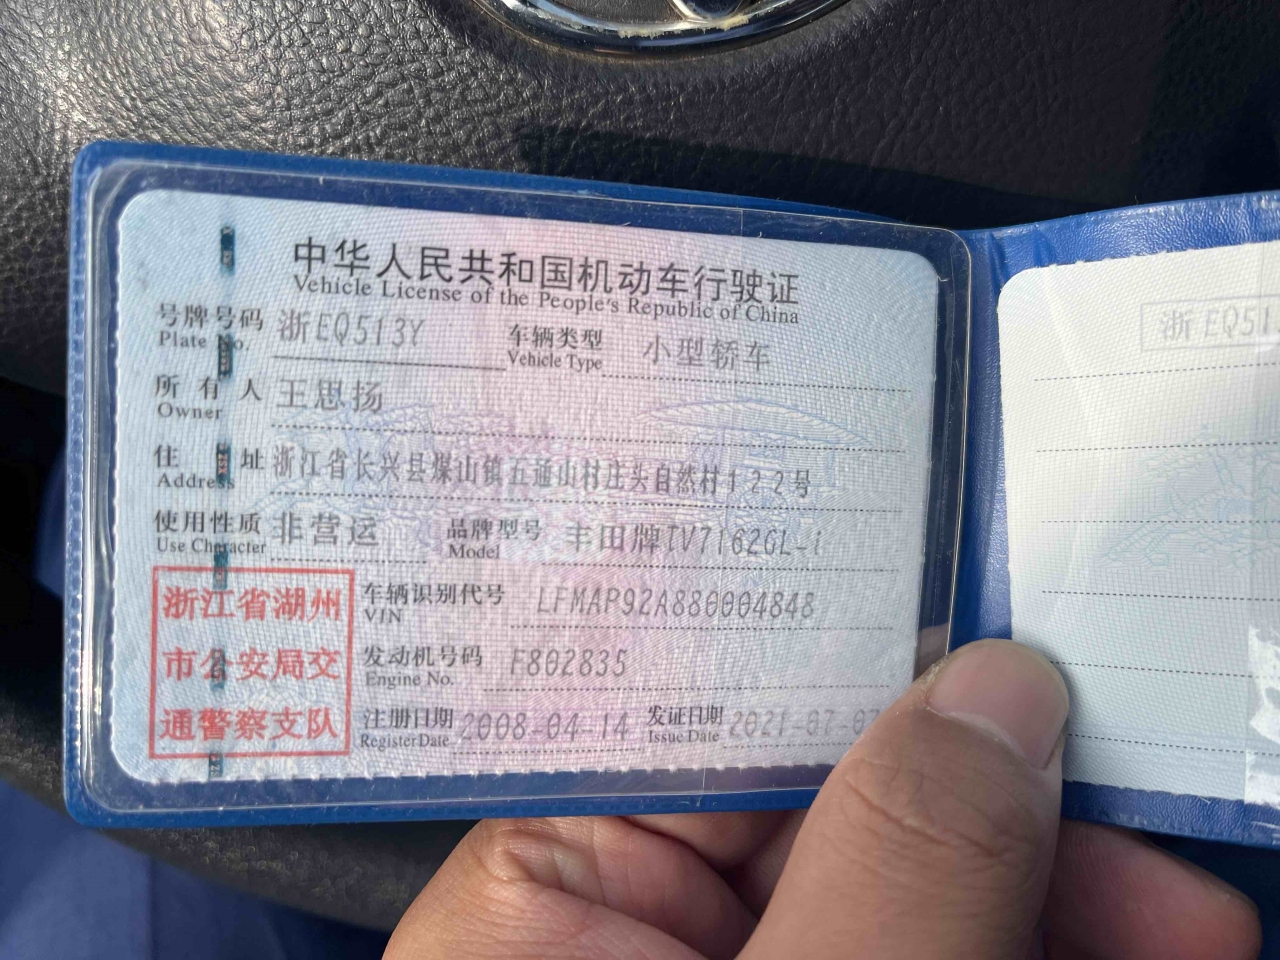 中华人民共和国机动车行驶证
Vehicle License of the People's Republic of China
号牌号码 浙EQ513Y 车辆类型 小型轿车
Plate No. Vehicle Type
所有人 王思扬
Owner
住址 浙江省长兴县煤山镇五通山村庄头自然村122号
Address
使用性质 非营运 品牌型号 丰田牌TV7162GL-i
Use Character Model
车辆识别代号 LFMAP92A880004848
VIN
发动机号码 F802835
Engine No.
注册日期 2008-04-14 发证日期 2021-07-07
Register Date Issue Date
浙江省湖州
市公安局交
通警察支队
浙EQ51